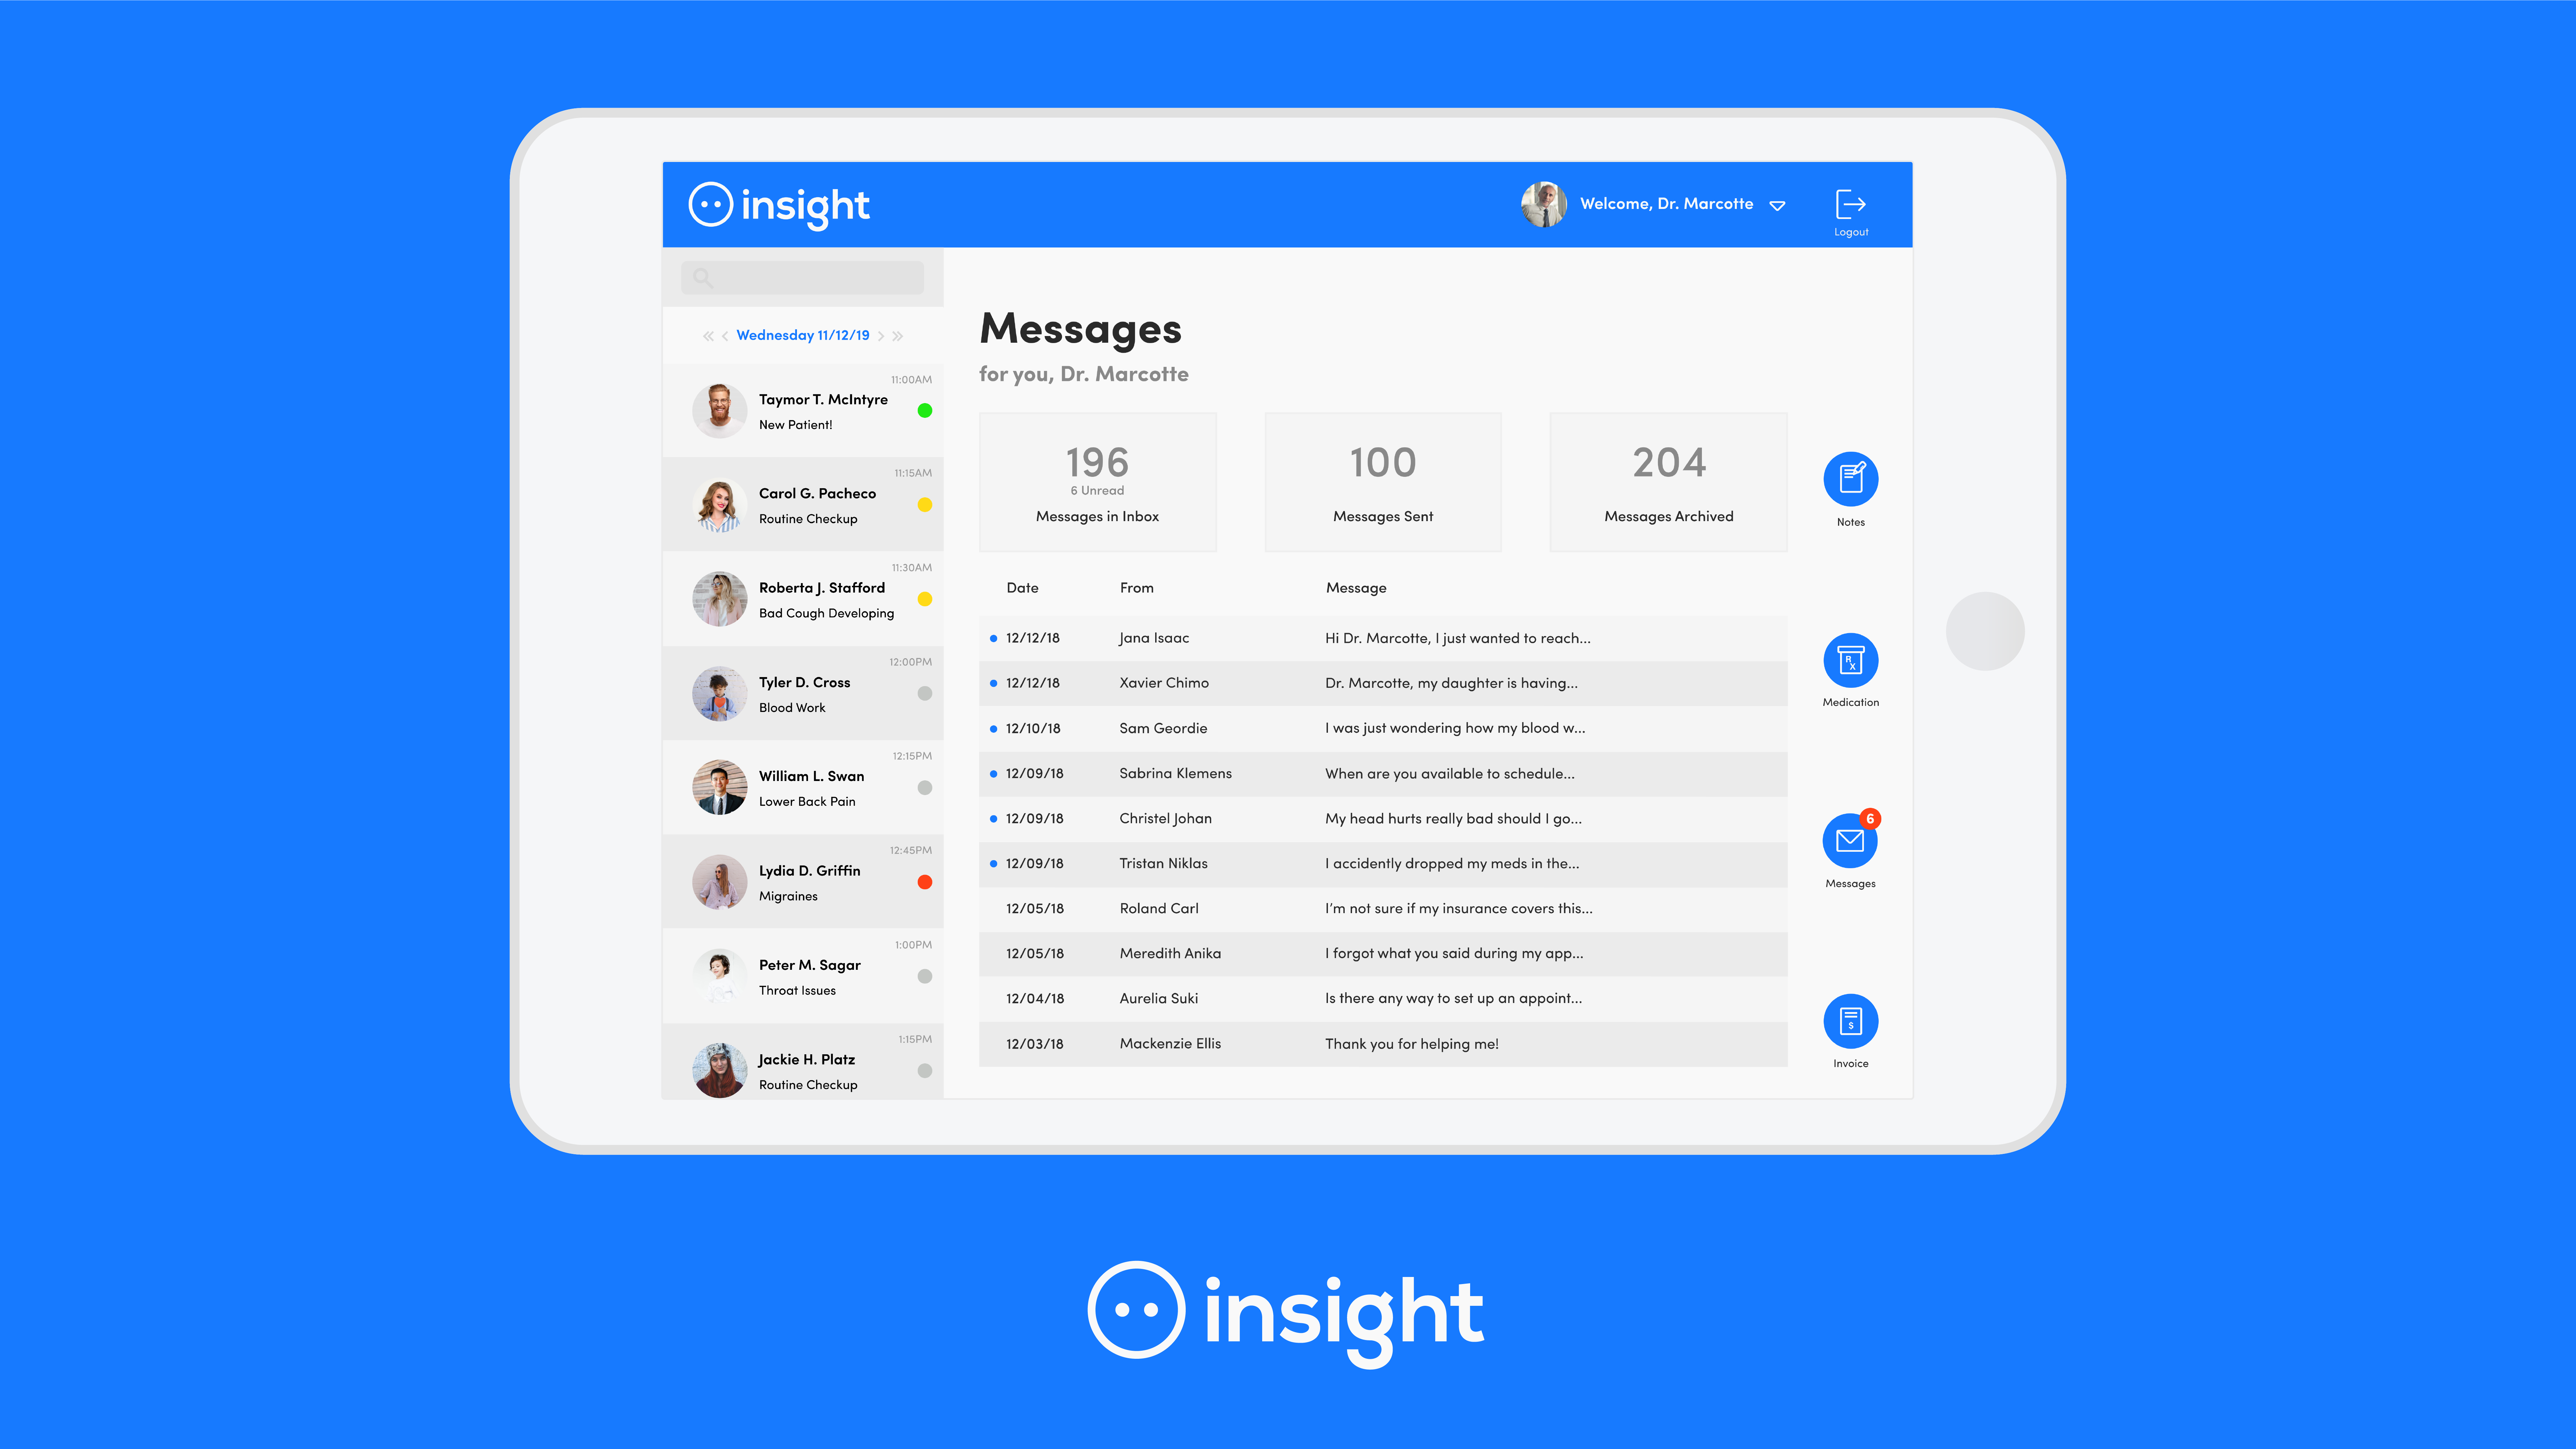 insight
Welcome, Dr. Marcotte
Logout
Wednesday 11/12/19
11:00AM
Taymor T. McIntyre
New Patient!
11:15AM
Carol G. Pacheco
Routine Checkup
11:30AM
Roberta J. Stafford
Bad Cough Developing
12:00PM
Tyler D. Cross
Blood Work
12:15PM
William L. Swan
Lower Back Pain
12:45PM
Lydia D. Griffin
Migraines
1:00PM
Peter M. Sagar
Throat Issues
1:15PM
Jackie H. Platz
Routine Checkup
Messages
for you, Dr. Marcotte
196
6 Unread
Messages in Inbox
100
Messages Sent
204
Messages Archived
Date From Message
12/12/18 Jana Isaac Hi Dr. Marcotte, I just wanted to reach...
12/12/18 Xavier Chimo Dr. Marcotte, my daughter is having...
12/10/18 Sam Geordie I was just wondering how my blood w...
12/09/18 Sabrina Klemens When are you available to schedule...
12/09/18 Christel Johan My head hurts really bad should I go...
12/09/18 Tristan Niklas I accidently dropped my meds in the...
12/05/18 Roland Carl I'm not sure if my insurance covers this...
12/05/18 Meredith Anika I forgot what you said during my app...
12/04/18 Aurelia Suki Is there any way to set up an appoint...
12/03/18 Mackenzie Ellis Thank you for helping me!
Notes
Rx
Medication
6
Messages
$
Invoice
insight